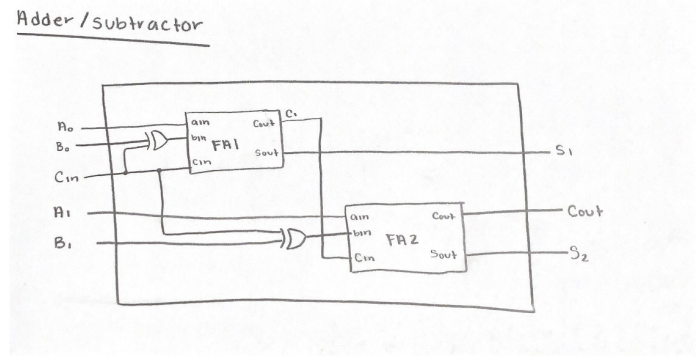 Adder/subtractor
A₀
B₀
Cin
A₁
B₁
ain
bin
Cin
FA1
Cout
Sout
C₀
ain
bin
Cin
FA2
Cout
Sout
S₁
Cout
S₂